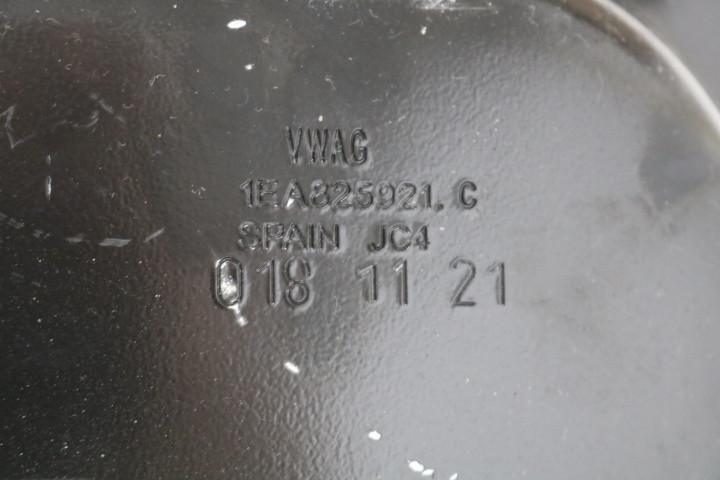 VWAG
1EA825921. C
SPAIN JC4
018 11 21